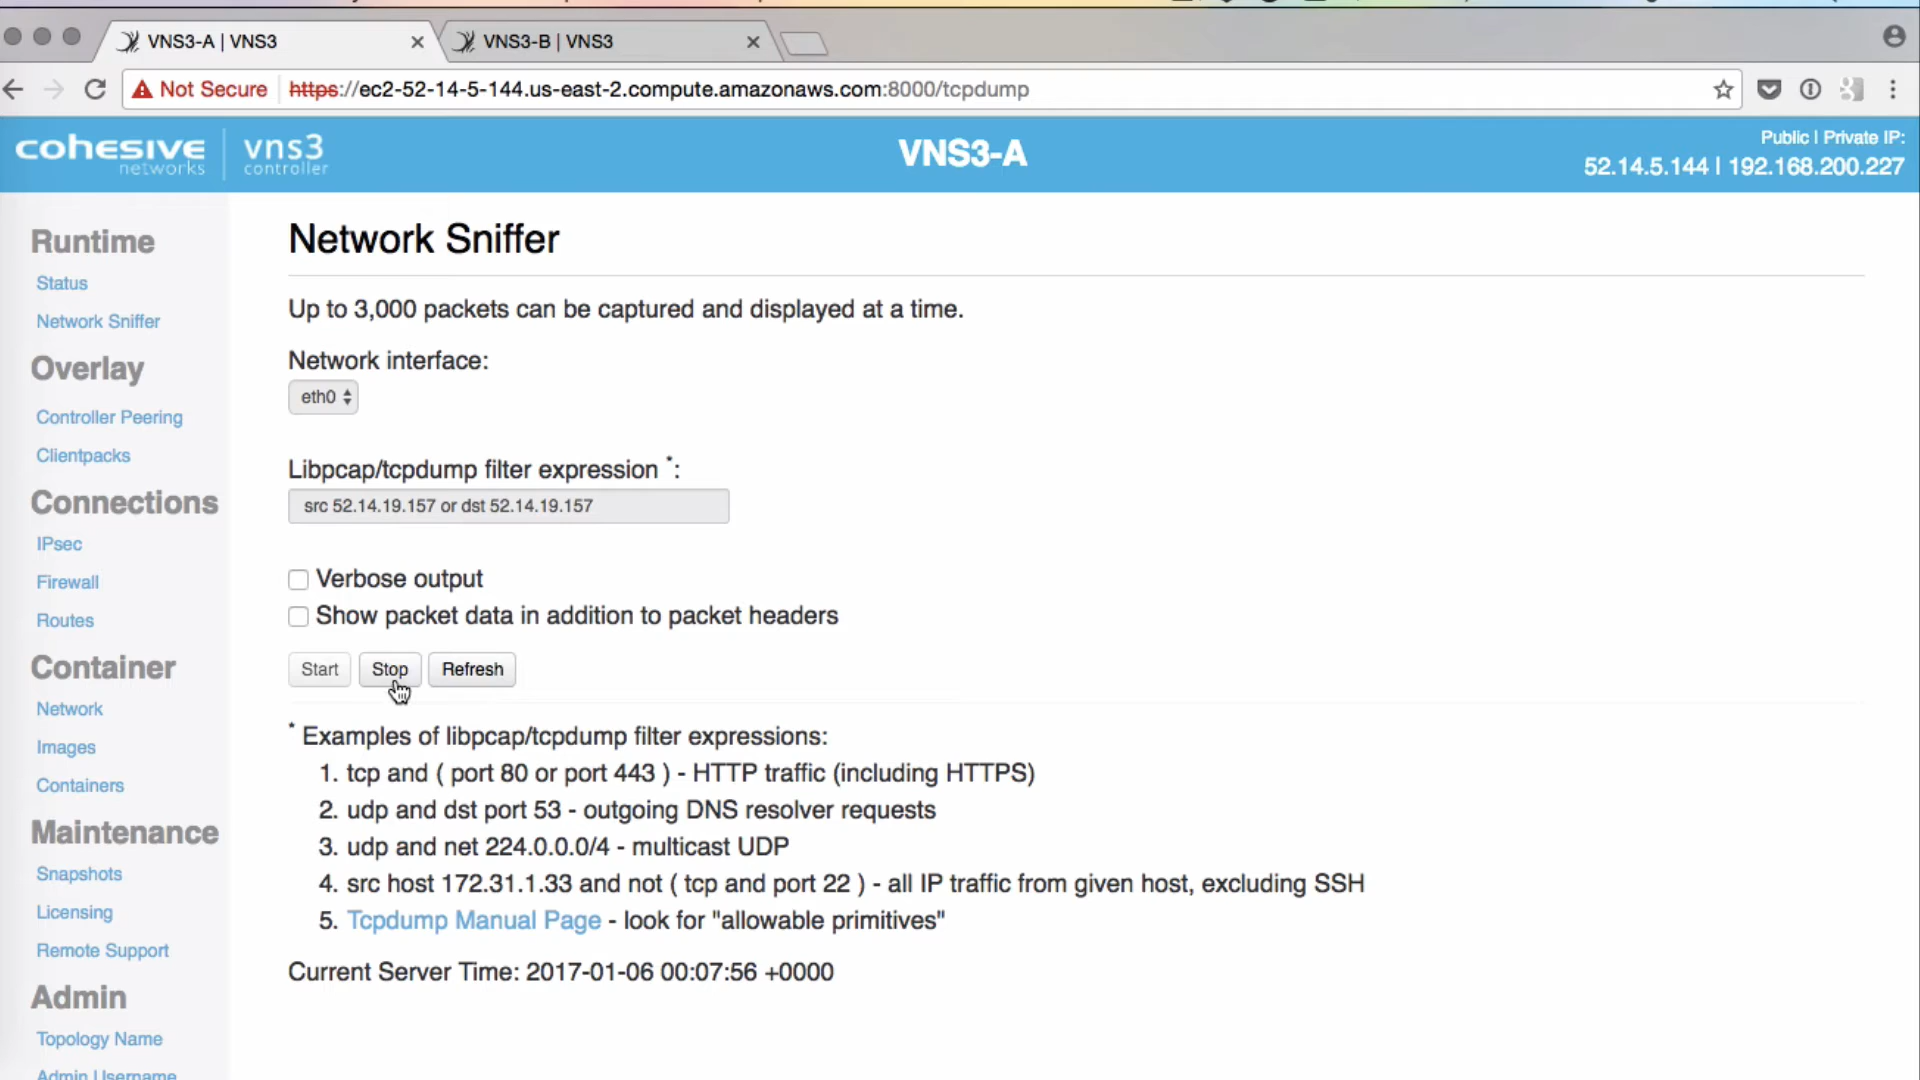 VNS3-A | VNS3
VNS3-B | VNS3
Not Secure https://ec2-52-14-5-144.us-east-2.compute.amazonaws.com:8000/tcpdump
cohesive networks
vns3 controller
VNS3-A
Public | Private IP:
52.14.5.144 | 192.168.200.227
Runtime
Status
Network Sniffer
Overlay
Controller Peering
Clientpacks
Connections
IPsec
Firewall
Routes
Container
Network
Images
Containers
Maintenance
Snapshots
Licensing
Remote Support
Admin
Topology Name
Admin Username
Network Sniffer
Up to 3,000 packets can be captured and displayed at a time.
Network interface:
eth0
Libpcap/tcpdump filter expression *:
src 52.14.19.157 or dst 52.14.19.157
Verbose output
Show packet data in addition to packet headers
Start Stop Refresh
* Examples of libpcap/tcpdump filter expressions:
1. tcp and ( port 80 or port 443 ) - HTTP traffic (including HTTPS)
2. udp and dst port 53 - outgoing DNS resolver requests
3. udp and net 224.0.0.0/4 - multicast UDP
4. src host 172.31.1.33 and not ( tcp and port 22 ) - all IP traffic from given host, excluding SSH
5. Tcpdump Manual Page - look for "allowable primitives"
Current Server Time: 2017-01-06 00:07:56 +0000